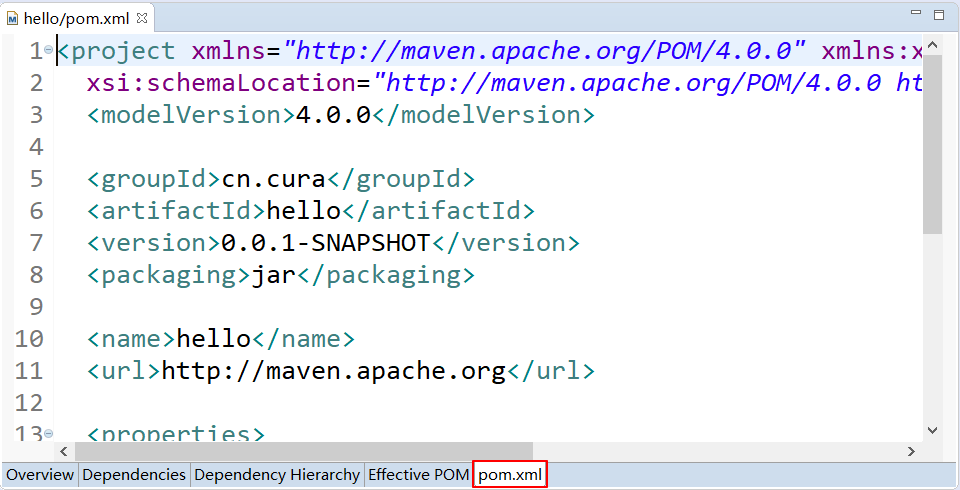 hello/pom.xml
1 <project xmlns="http://maven.apache.org/POM/4.0.0" xmlns:x
2 xsi:schemaLocation="http://maven.apache.org/POM/4.0.0 ht
3 <modelVersion>4.0.0</modelVersion>
4
5 <groupId>cn.cura</groupId>
6 <artifactId>hello</artifactId>
7 <version>0.0.1-SNAPSHOT</version>
8 <packaging>jar</packaging>
9
10 <name>hello</name>
11 <url>http://maven.apache.org</url>
12
13 <properties>
Overview Dependencies Dependency Hierarchy Effective POM pom.xml